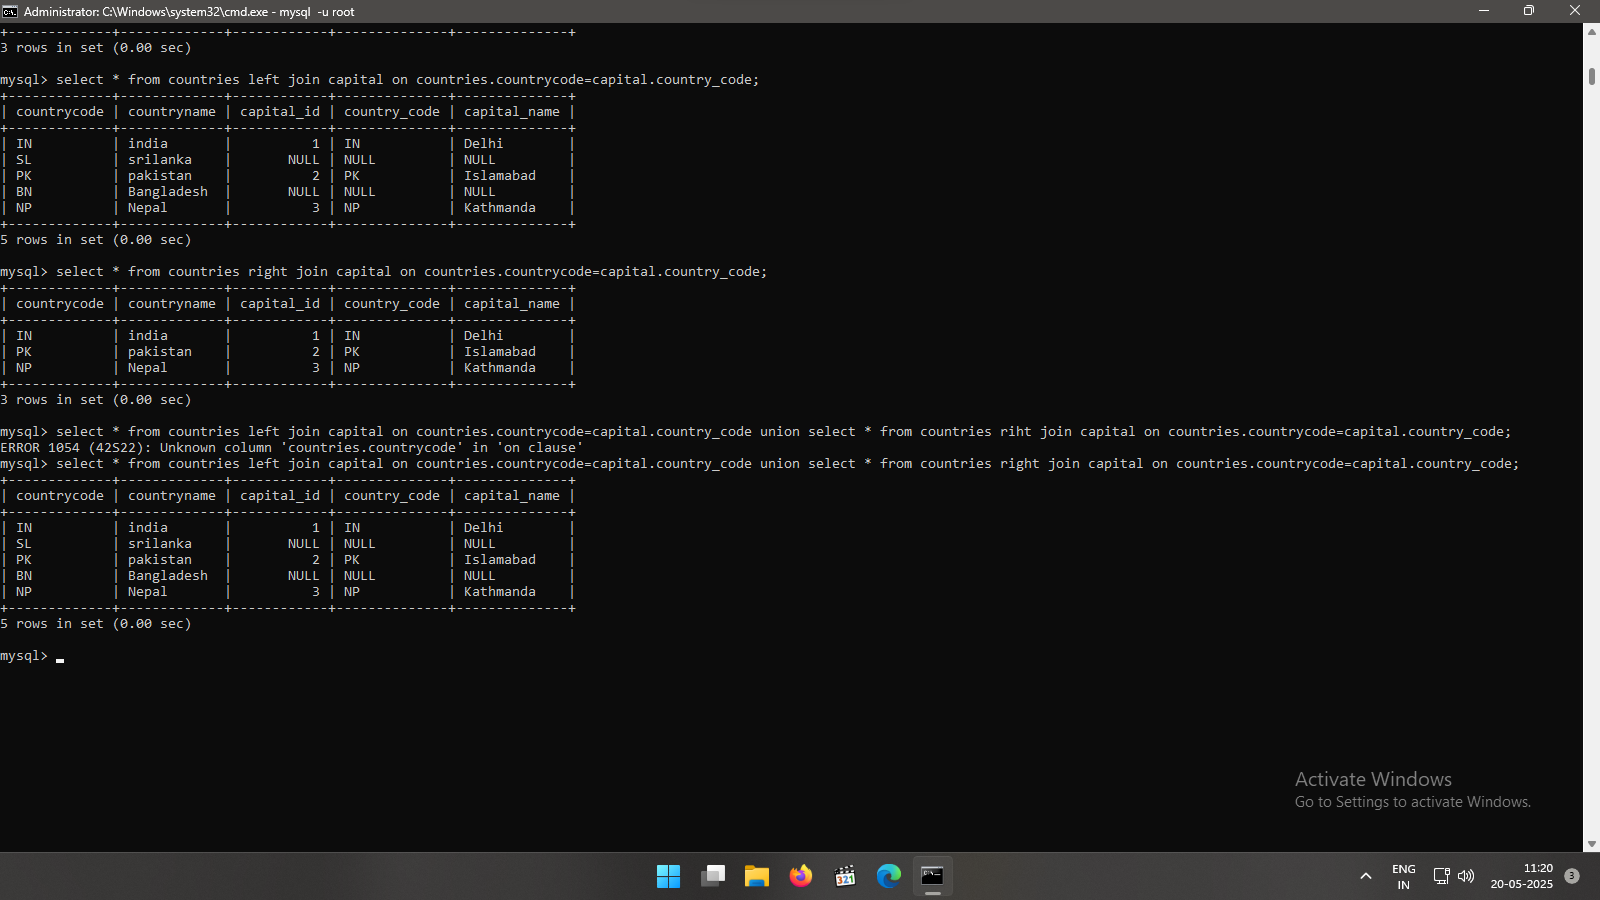 Administrator: C:\Windows\system32\cmd.exe - mysql  -u root
+-------------+-------------+------------+--------------+--------------+
3 rows in set (0.00 sec)
mysql> select * from countries left join capital on countries.countrycode=capital.country_code;
+-------------+-------------+------------+--------------+--------------+
| countrycode | countryname | capital_id | country_code | capital_name |
+-------------+-------------+------------+--------------+--------------+
| IN          | india       |          1 | IN           | Delhi        |
| SL          | srilanka    |       NULL | NULL         | NULL         |
| PK          | pakistan    |          2 | PK           | Islamabad    |
| BN          | Bangladesh  |       NULL | NULL         | NULL         |
| NP          | Nepal       |          3 | NP           | Kathmanda    |
+-------------+-------------+------------+--------------+--------------+
5 rows in set (0.00 sec)
mysql> select * from countries right join capital on countries.countrycode=capital.country_code;
+-------------+-------------+------------+--------------+--------------+
| countrycode | countryname | capital_id | country_code | capital_name |
+-------------+-------------+------------+--------------+--------------+
| IN          | india       |          1 | IN           | Delhi        |
| PK          | pakistan    |          2 | PK           | Islamabad    |
| NP          | Nepal       |          3 | NP           | Kathmanda    |
+-------------+-------------+------------+--------------+--------------+
3 rows in set (0.00 sec)
mysql> select * from countries left join capital on countries.countrycode=capital.country_code union select * from countries riht join capital on countries.countrycode=capital.country_code;
ERROR 1054 (42S22): Unknown column 'countries.countrycode' in 'on clause'
mysql> select * from countries left join capital on countries.countrycode=capital.country_code union select * from countries right join capital on countries.countrycode=capital.country_code;
+-------------+-------------+------------+--------------+--------------+
| countrycode | countryname | capital_id | country_code | capital_name |
+-------------+-------------+------------+--------------+--------------+
| IN          | india       |          1 | IN           | Delhi        |
| SL          | srilanka    |       NULL | NULL         | NULL         |
| PK          | pakistan    |          2 | PK           | Islamabad    |
| BN          | Bangladesh  |       NULL | NULL         | NULL         |
| NP          | Nepal       |          3 | NP           | Kathmanda    |
+-------------+-------------+------------+--------------+--------------+
5 rows in set (0.00 sec)
mysql> _
Activate Windows
Go to Settings to activate Windows.
321
ENG
IN
11:20
20-05-2025
3